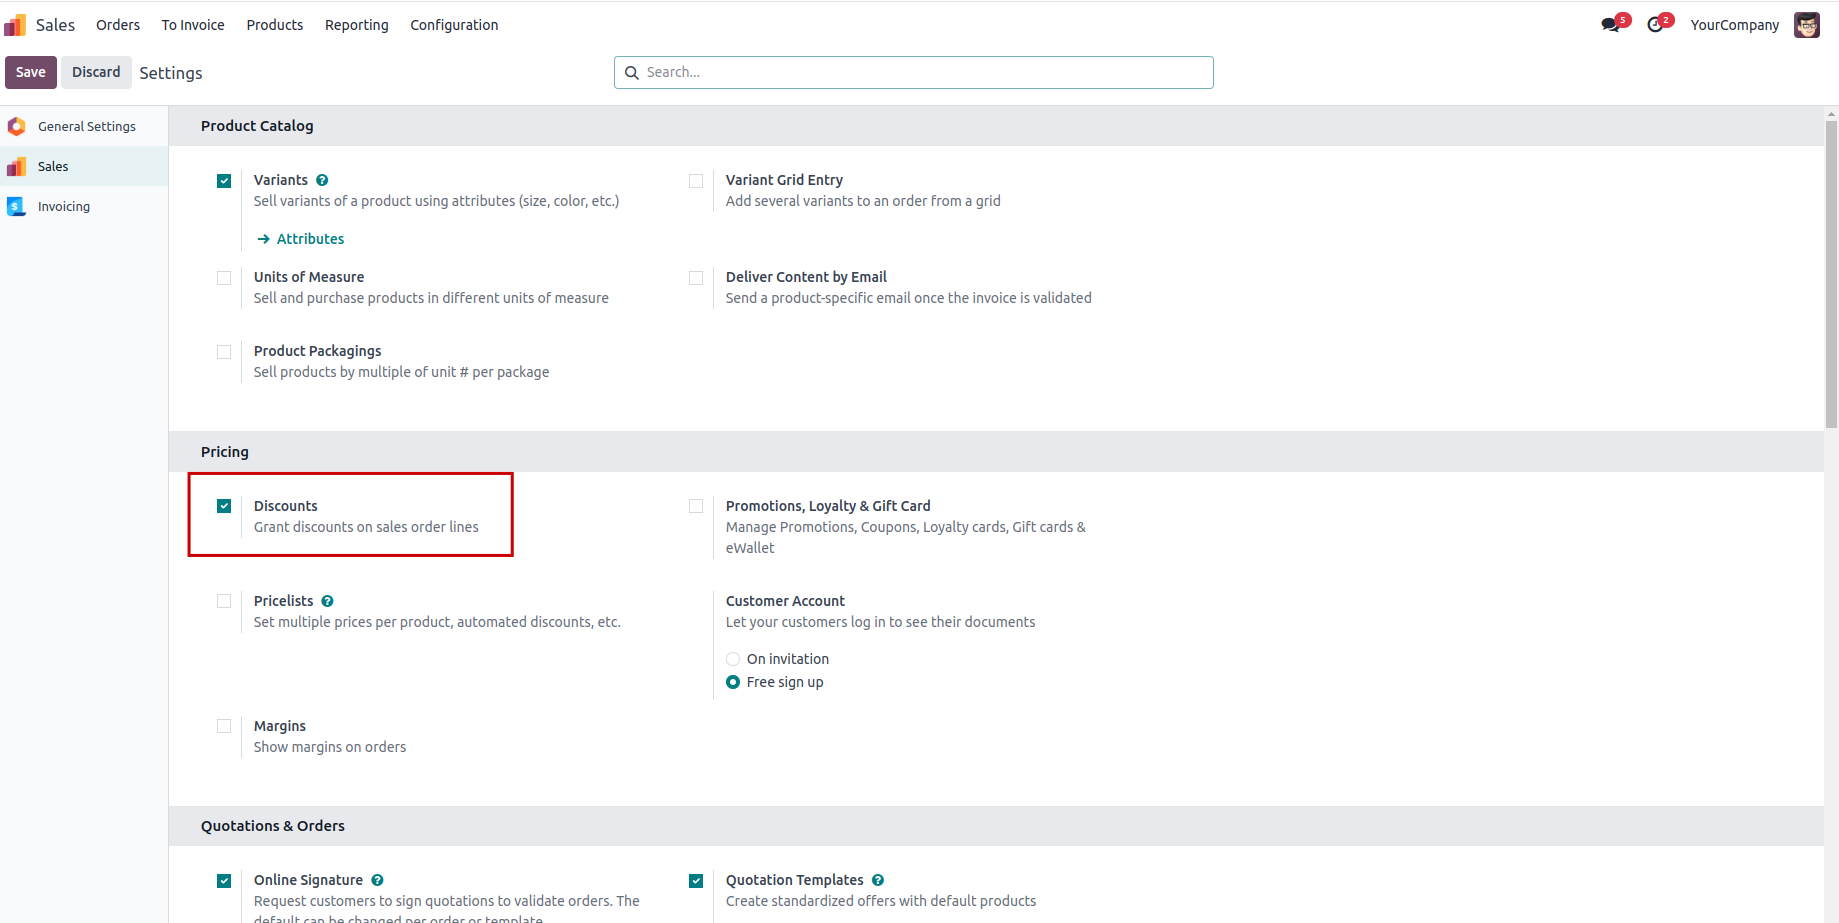 Sales Orders To Invoice Products Reporting Configuration 5 2 YourCompany
Save Discard Settings Search...
General Settings
Sales
Invoicing
Product Catalog
Variants ?
Sell variants of a product using attributes (size, color, etc.)
→ Attributes
Variant Grid Entry
Add several variants to an order from a grid
Units of Measure
Sell and purchase products in different units of measure
Deliver Content by Email
Send a product-specific email once the invoice is validated
Product Packagings
Sell products by multiple of unit # per package
Pricing
Discounts
Grant discounts on sales order lines
Promotions, Loyalty & Gift Card
Manage Promotions, Coupons, Loyalty cards, Gift cards &
eWallet
Pricelists ?
Set multiple prices per product, automated discounts, etc.
Customer Account
Let your customers log in to see their documents
On invitation
Free sign up
Margins
Show margins on orders
Quotations & Orders
Online Signature ?
Request customers to sign quotations to validate orders. The
default can be changed per order or template.
Quotation Templates ?
Create standardized offers with default products